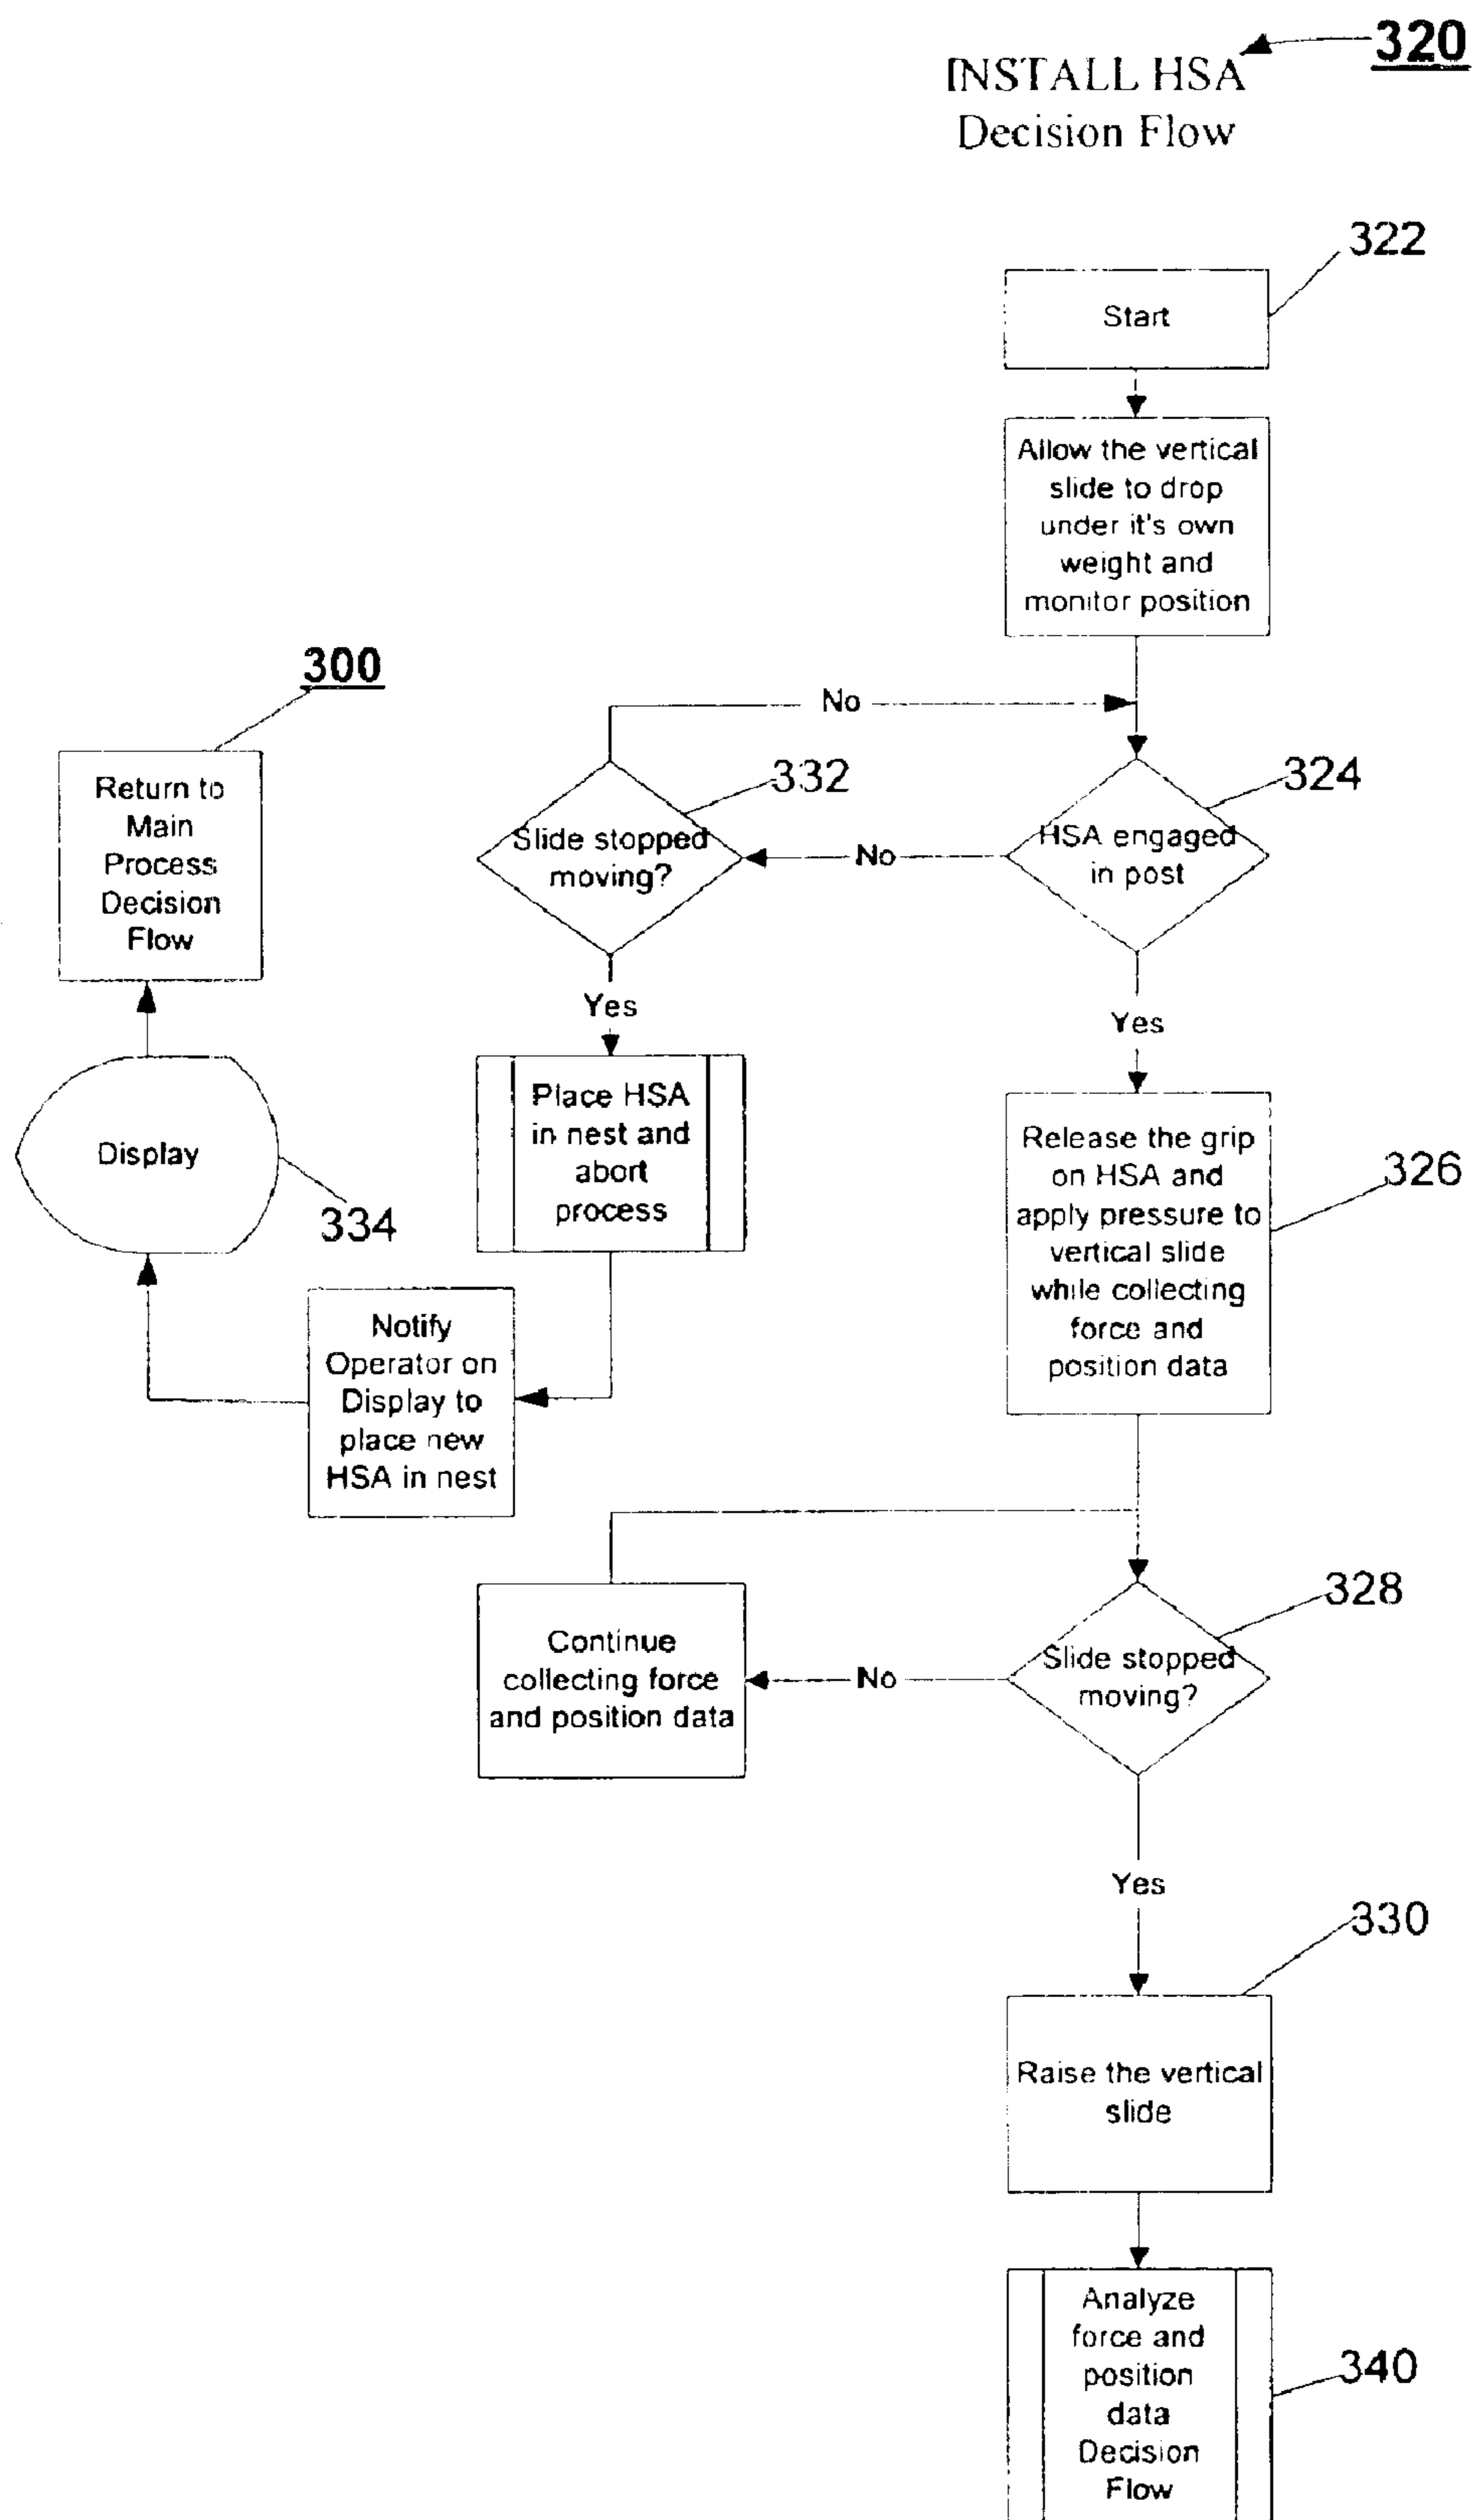 320
INSTALL HSA
Decision Flow
322
Start
Allow the vertical
slide to drop
under it's own
weight and
monitor position
No
300
Return to
Main
Process
Decision
Flow
332
Slide stopped
moving?
No
324
HSA engaged
in post
Yes
Yes
Place HSA
in nest and
abort
process
Display
334
Release the grip
on HSA and
apply pressure to
vertical slide
while collecting
force and
position data
326
Notify
Operator on
Display to
place new
HSA in nest
Continue
collecting force
and position data
No
328
Slide stopped
moving?
Yes
330
Raise the vertical
slide
Analyze
force and
position
data
Decision
Flow
340